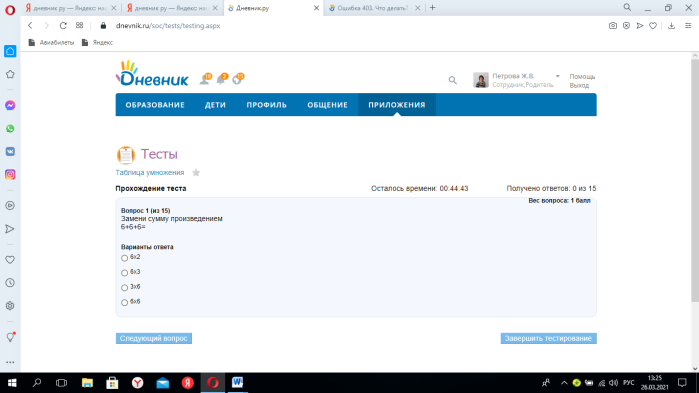 дневник ру — Яндекс наш
дневник ру — Яндекс наш
Дневник.ру
Ошибка 403. Что делать?
dnevnik.ru/soc/tests/testing.aspx
Авиабилеты Яндекс
Дневник
Петрова Ж.В.
Сотрудник,Родитель
Помощь
Выход
ОБРАЗОВАНИЕ ДЕТИ ПРОФИЛЬ ОБЩЕНИЕ ПРИЛОЖЕНИЯ
Тесты
Таблица умножения
Прохождение теста Осталось времени: 00:44:43 Получено ответов: 0 из 15
Вес вопроса: 1 балл
Вопрос 1 (из 15)
Замени сумму произведением
6+6+6=
Варианты ответа
6х2
6х3
3х6
6х6
Следующий вопрос Завершить тестирование
РУС
13:25
26.03.2021